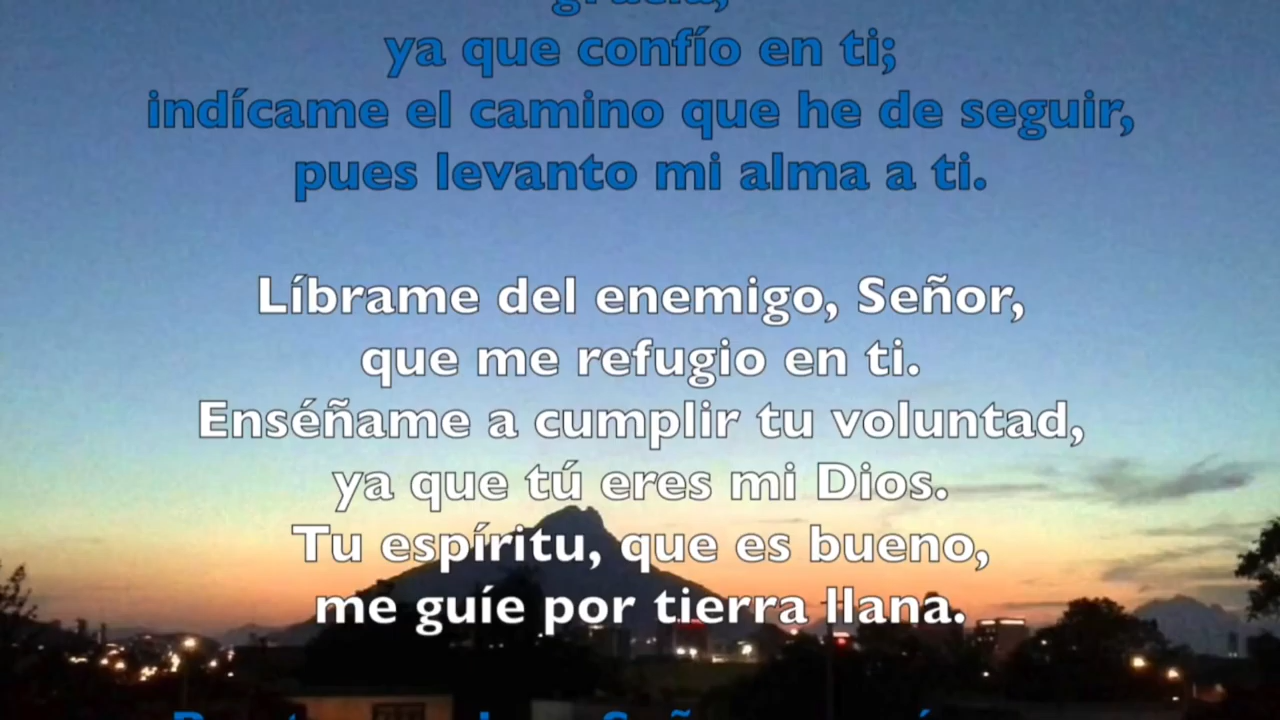 gracia,
ya que confío en ti;
indícame el camino que he de seguir,
pues levanto mi alma a ti.
Líbrame del enemigo, Señor,
que me refugio en ti.
Enséñame a cumplir tu voluntad,
ya que tú eres mi Dios.
Tu espíritu, que es bueno,
me guíe por tierra llana.